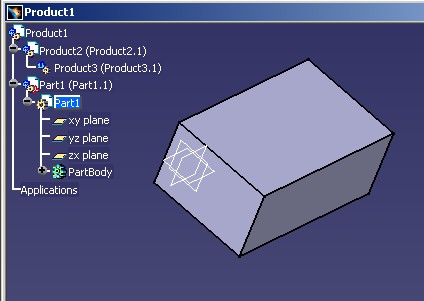 Product1
Product1
Product2 (Product2.1)
Product3 (Product3.1)
Part1 (Part1.1)
Part1
xy plane
yz plane
zx plane
PartBody
Applications